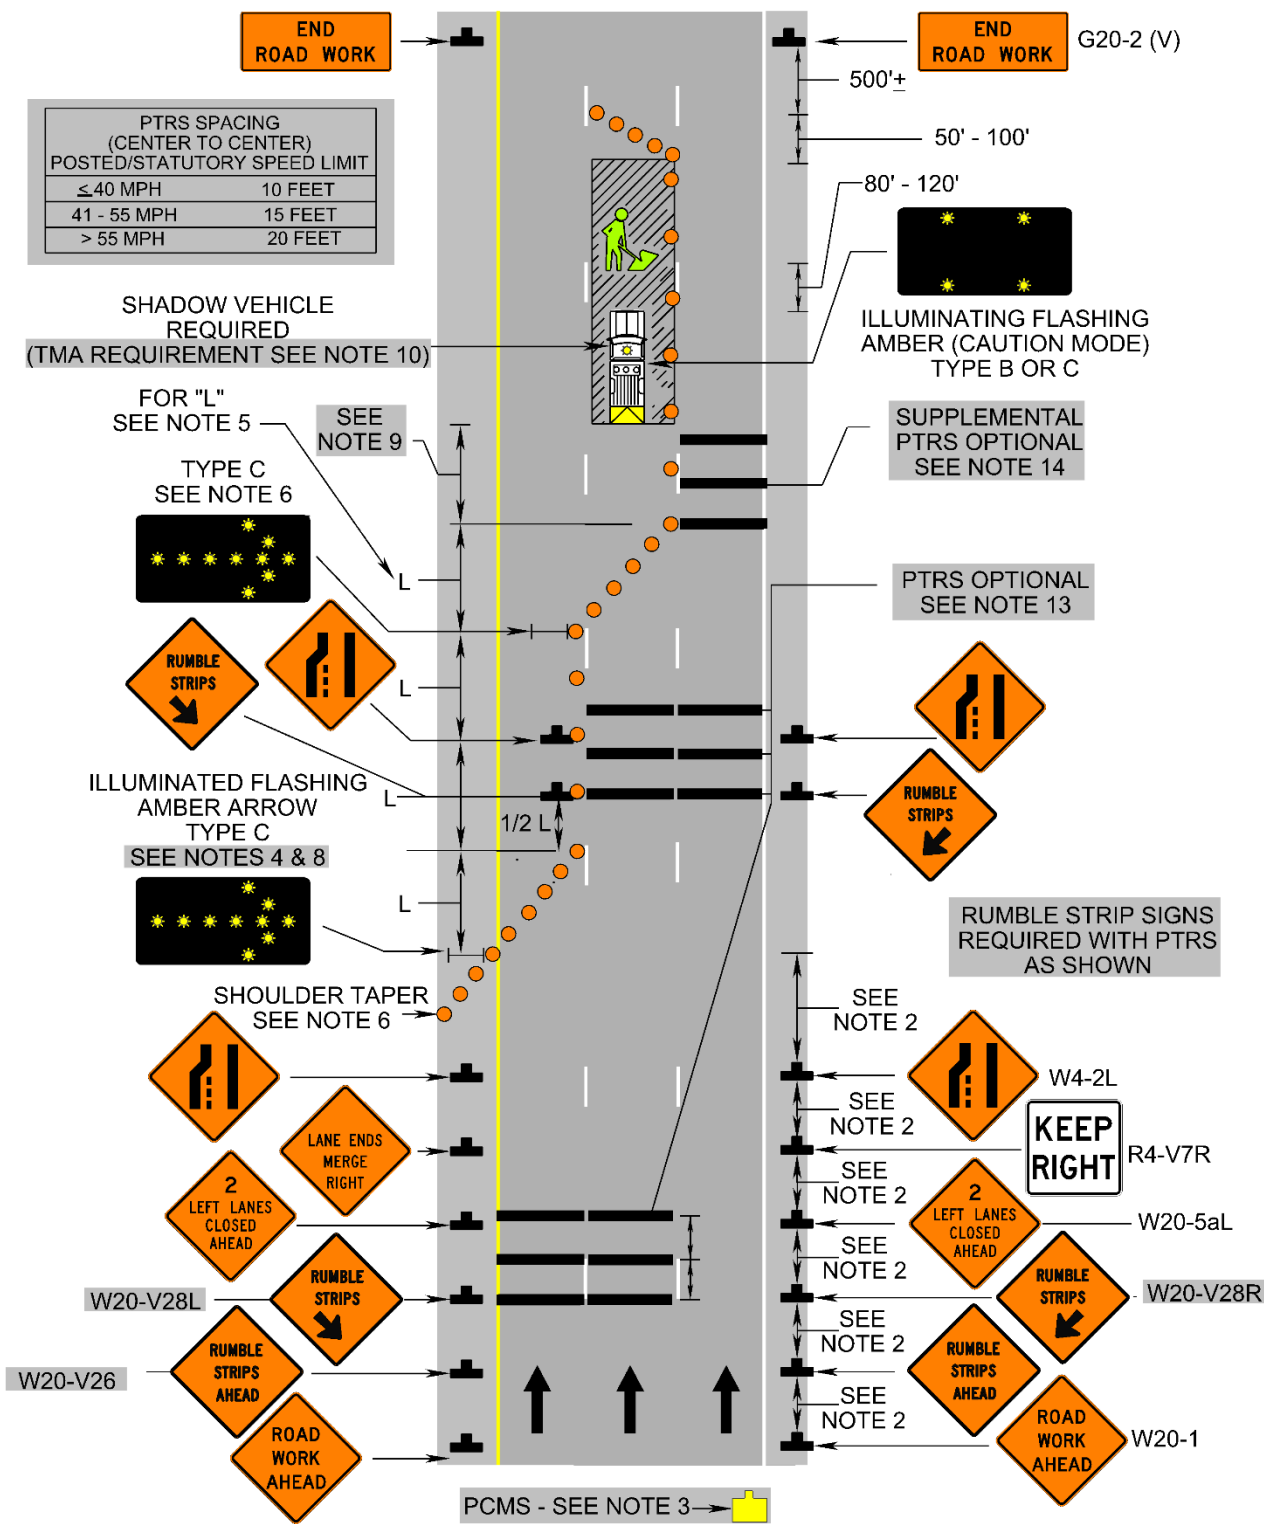 END
ROAD WORK
END
ROAD WORK
G20-2 (V)
500'±
PTRS SPACING
(CENTER TO CENTER)
POSTED/STATUTORY SPEED LIMIT
≤40 MPH 10 FEET
41 - 55 MPH 15 FEET
> 55 MPH 20 FEET
50' - 100'
80' - 120'
SHADOW VEHICLE
REQUIRED
(TMA REQUIREMENT SEE NOTE 10)
ILLUMINATING FLASHING
AMBER (CAUTION MODE)
TYPE B OR C
FOR "L"
SEE NOTE 5
SEE
NOTE 9
SUPPLEMENTAL
PTRS OPTIONAL
SEE NOTE 14
TYPE C
SEE NOTE 6
L
PTRS OPTIONAL
SEE NOTE 13
RUMBLE
STRIPS
L
RUMBLE
STRIPS
ILLUMINATED FLASHING
AMBER ARROW
TYPE C
SEE NOTES 4 & 8
L
1/2 L
L
RUMBLE STRIP SIGNS
REQUIRED WITH PTRS
AS SHOWN
SHOULDER TAPER
SEE NOTE 6
SEE
NOTE 2
W4-2L
SEE
NOTE 2
KEEP
RIGHT
R4-V7R
LANE ENDS
MERGE
RIGHT
SEE
NOTE 2
2
LEFT LANES
CLOSED
AHEAD
2
LEFT LANES
CLOSED
AHEAD
W20-5aL
SEE
NOTE 2
W20-V28L
RUMBLE
STRIPS
RUMBLE
STRIPS
W20-V28R
SEE
NOTE 2
W20-V26
RUMBLE
STRIPS
AHEAD
RUMBLE
STRIPS
AHEAD
SEE
NOTE 2
ROAD
WORK
AHEAD
ROAD
WORK
AHEAD
W20-1
PCMS - SEE NOTE 3